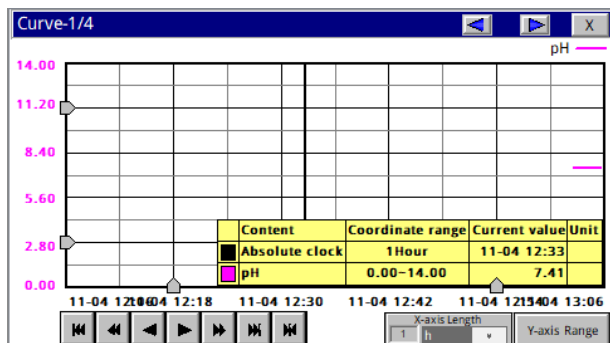 Curve-1/4 X
pH
14.00
11.20
8.40
5.60
2.80
0.00
Content Coordinate range Current value Unit
Absolute clock 1Hour 11-04 12:33
pH 0.00~14.00 7.41
11-04 12:18 11-04 12:30 11-04 12:42 11-04 13:06
X-axis Length
1 h
Y-axis Range